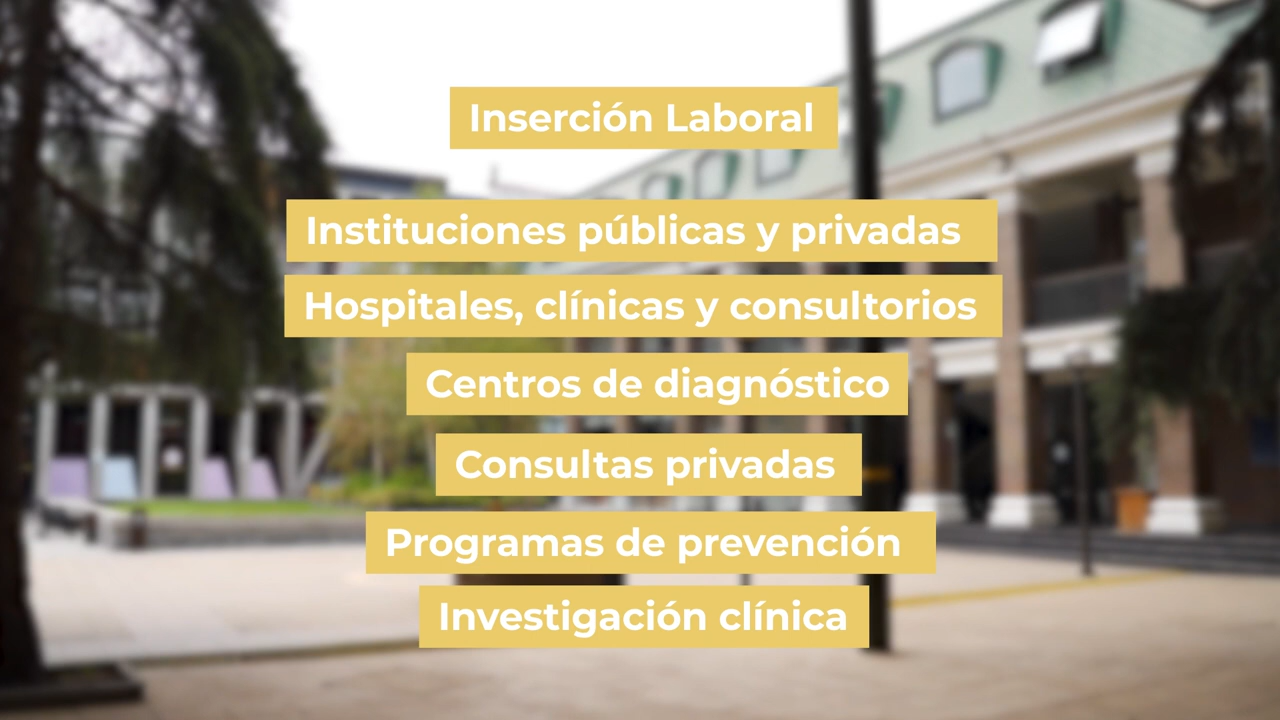 Inserción Laboral
Instituciones públicas y privadas
Hospitales, clínicas y consultorios
Centros de diagnóstico
Consultas privadas
Programas de prevención
Investigación clínica